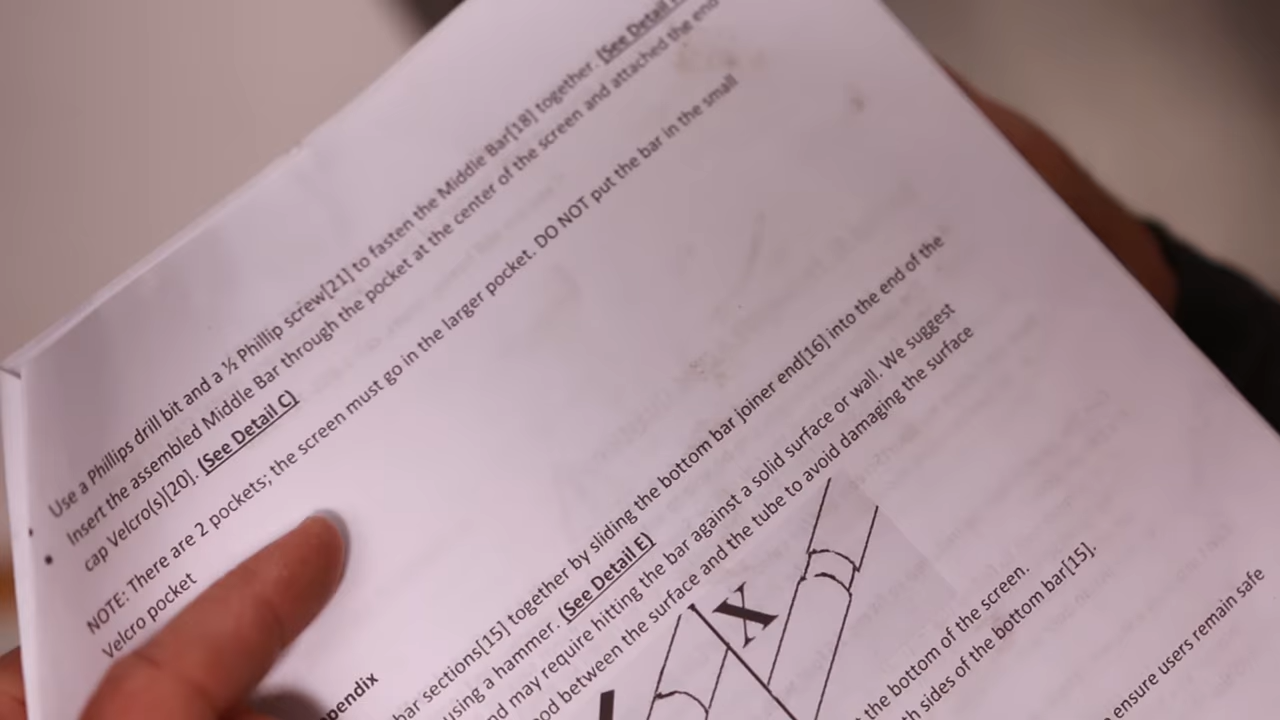 Use a Phillips drill bit and a ½ Phillip screw[21] to fasten the Middle Bar[18] together. (See Detail
Insert the assembled Middle Bar through the pocket at the center of the screen and attached the end
cap Velcro(s)[20]. (See Detail C)
NOTE: There are 2 pockets; the screen must go in the larger pocket. DO NOT put the bar in the small
Velcro pocket
bar sections[15] together by sliding the bottom bar joiner end[16] into the end of the
using a hammer. (See Detail E)
require hitting the bar against a solid surface or wall. We suggest
between the surface and the tube to avoid damaging the surface
X
the bottom of the screen.
sides of the bottom bar[15].
ensure users remain safe